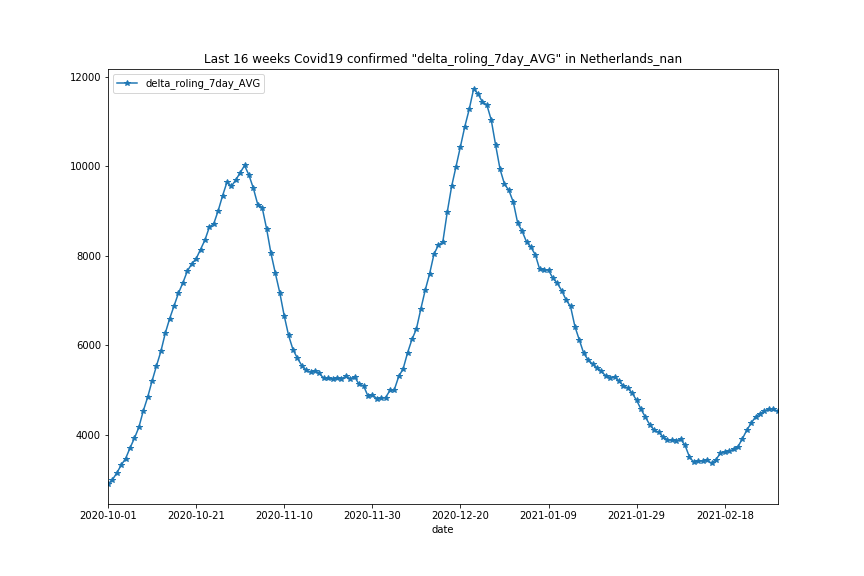 Last 16 weeks Covid19 confirmed "delta_roling_7day_AVG" in Netherlands_nan
delta_roling_7day_AVG
12000
10000
8000
6000
4000
2020-10-01 2020-10-21 2020-11-10 2020-11-30 2020-12-20 2021-01-09 2021-01-29 2021-02-18
date